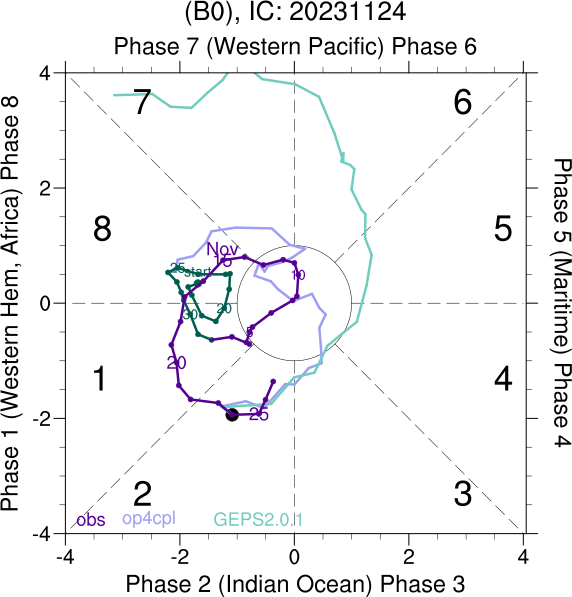 (B0), IC: 20231124
Phase 7 (Western Pacific) Phase 6
Phase 1 (Western Hem, Africa) Phase 8
Phase 5 (Maritime) Phase 4
4
2
0
-2
-4
7
6
8
5
1
4
2
3
Nov
15
25
start
10
20
30
5
20
25
obs
op4cpl
GEPS2.0.1
-4
-2
0
2
4
Phase 2 (Indian Ocean) Phase 3